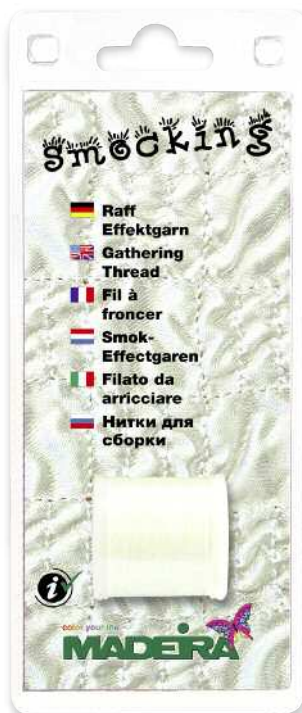 smocking
Raff
Effektgarn
Gathering
Thread
Fil à
froncer
Smok-
Effectgaren
Filato da
arricciare
Нитки для
сборки
i
color your life
MADEIRA